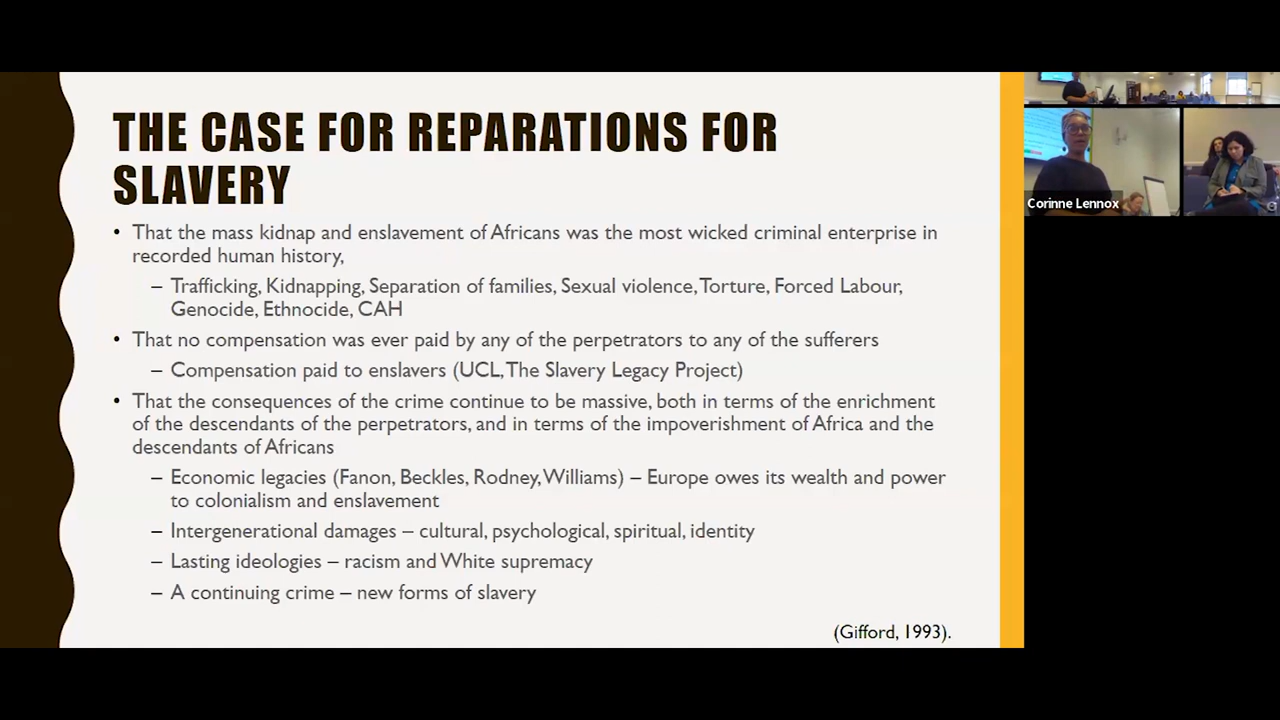 THE CASE FOR REPARATIONS FOR
SLAVERY
• That the mass kidnap and enslavement of Africans was the most wicked criminal enterprise in
recorded human history,
– Trafficking, Kidnapping, Separation of families, Sexual violence, Torture, Forced Labour,
Genocide, Ethnocide, CAH
• That no compensation was ever paid by any of the perpetrators to any of the sufferers
– Compensation paid to enslavers (UCL, The Slavery Legacy Project)
• That the consequences of the crime continue to be massive, both in terms of the enrichment
of the descendants of the perpetrators, and in terms of the impoverishment of Africa and the
descendants of Africans
– Economic legacies (Fanon, Beckles, Rodney, Williams) – Europe owes its wealth and power
to colonialism and enslavement
– Intergenerational damages – cultural, psychological, spiritual, identity
– Lasting ideologies – racism and White supremacy
– A continuing crime – new forms of slavery
(Gifford, 1993).
Corinne Lennox